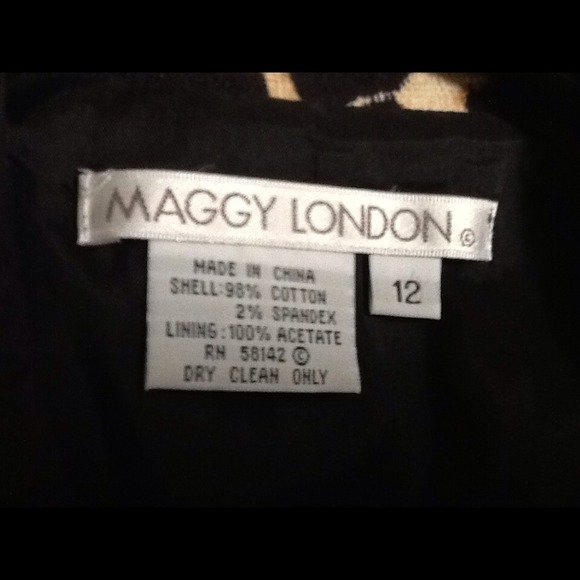 MAGGY LONDON ©
MADE IN CHINA
SHELL:98% COTTON
2% SPANDEX
LINING:100% ACETATE
RN 58142 ©
DRY CLEAN ONLY
12